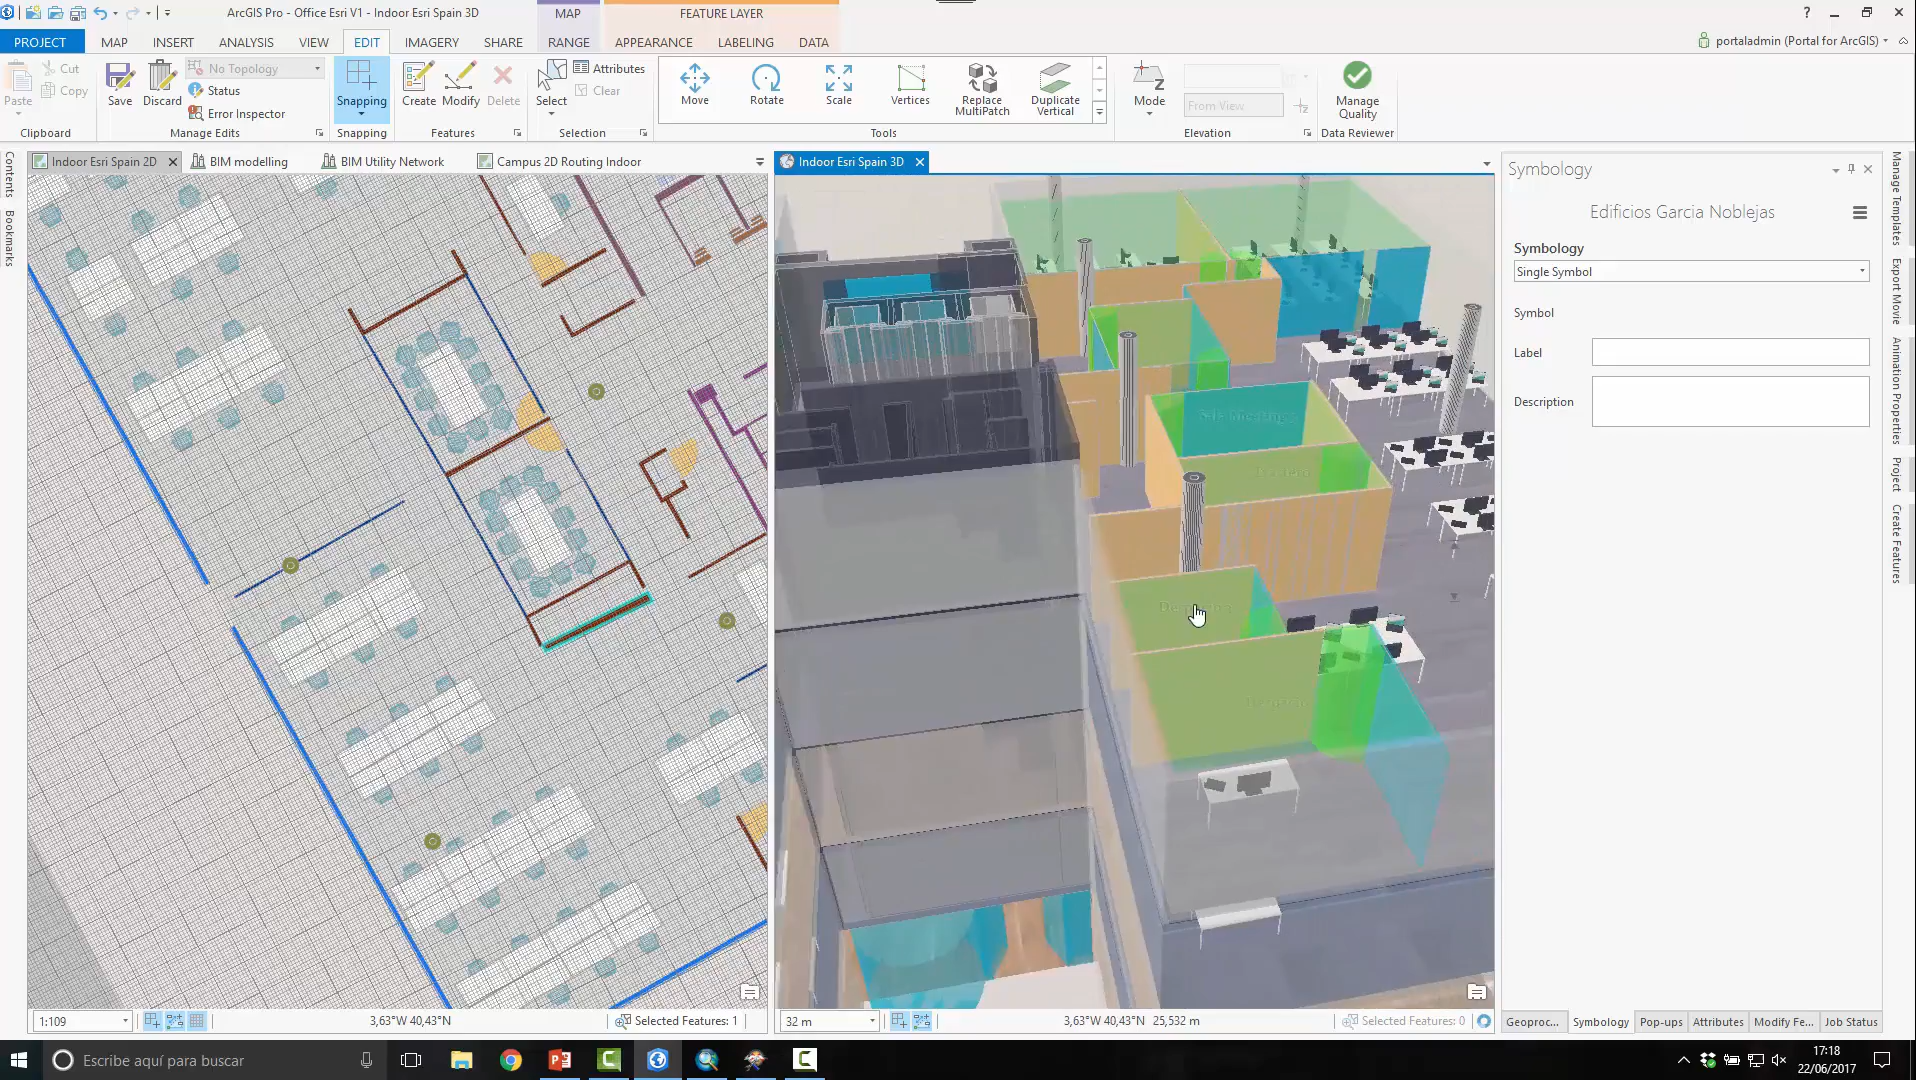 ArcGIS Pro - Office Esri V1 - Indoor Esri Spain 3D
MAP
FEATURE LAYER
?
PROJECT
MAP
INSERT
ANALYSIS
VIEW
EDIT
IMAGERY
SHARE
RANGE
APPEARANCE
LABELING
DATA
portaladmin (Portal for ArcGIS)
Paste
Cut
Copy
Clipboard
Save
Discard
No Topology
Status
Error Inspector
Manage Edits
Snapping
Snapping
Create
Modify
Delete
Features
Select
Attributes
Clear
Selection
Move
Rotate
Scale
Vertices
Replace
MultiPatch
Duplicate
Vertical
Tools
Mode
From View
Elevation
Manage
Quality
Data Reviewer
Contents
Bookmarks
Indoor Esri Spain 2D
BIM modelling
BIM Utility Network
Campus 2D Routing Indoor
Indoor Esri Spain 3D
Symbology
Edificios Garcia Noblejas
Symbology
Single Symbol
Symbol
Label
Description
Manage Templates
Export Movie
Animation Properties
Project
Create Features
1:109
3,63°W 40,43°N
Selected Features: 1
32 m
3,63°W 40,43°N 25,532 m
Selected Features: 0
Geoproc...
Symbology
Pop-ups
Attributes
Modify Fe...
Job Status
Escribe aquí para buscar
17:18
22/06/2017